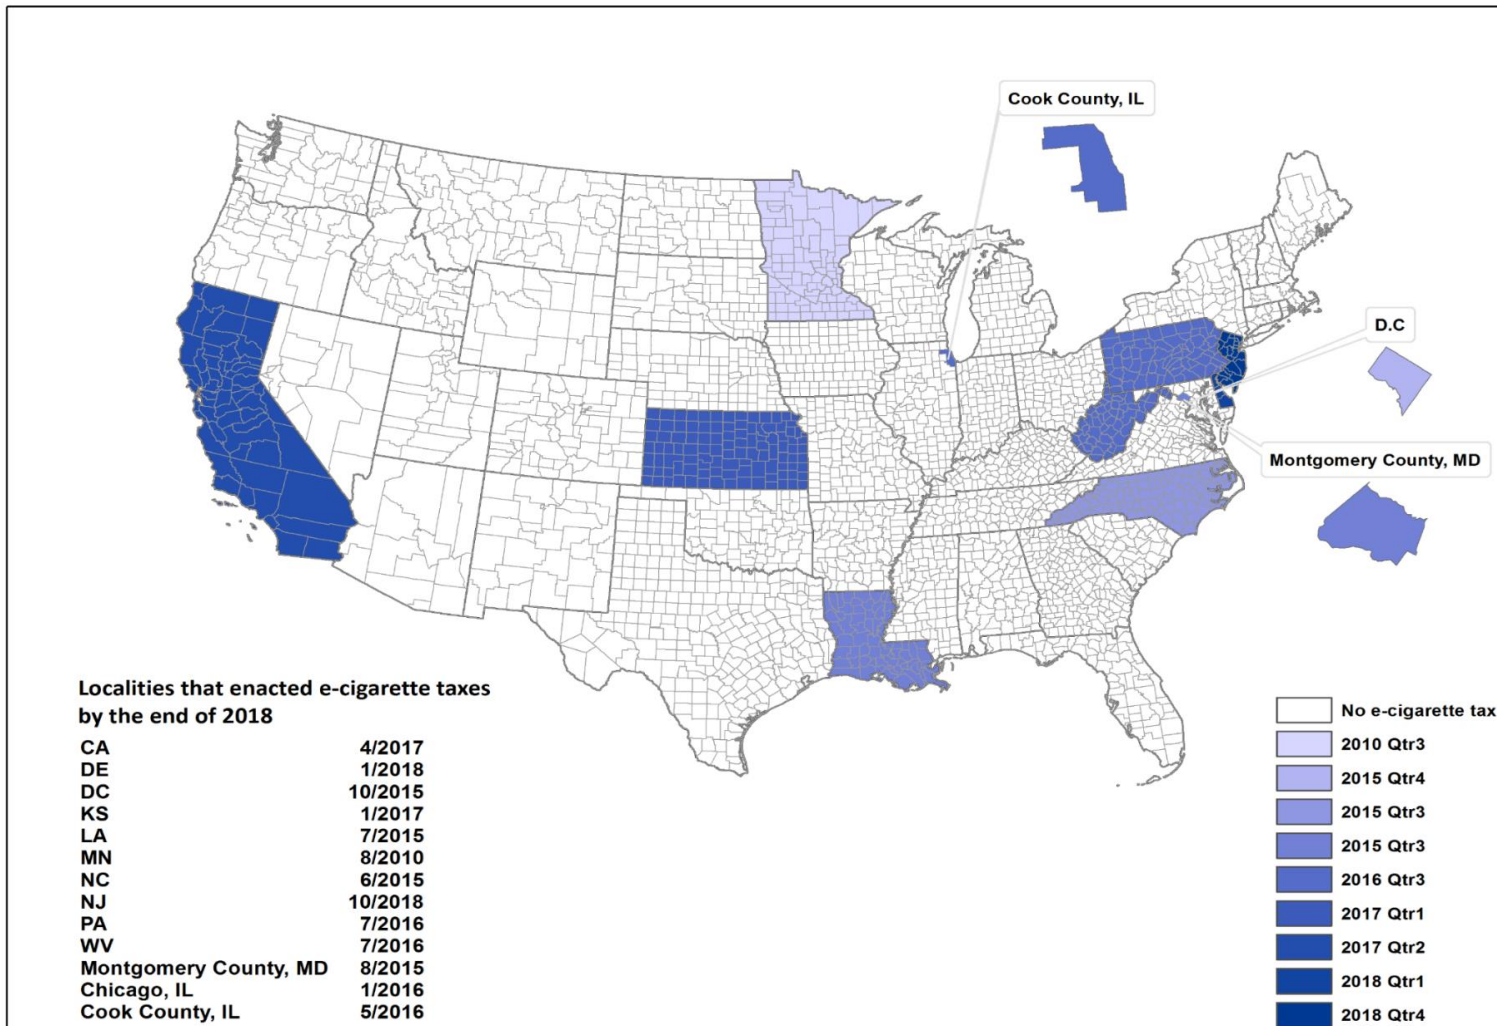 Cook County, IL
D.C
Montgomery County, MD
Localities that enacted e-cigarette taxes
by the end of 2018
CA 4/2017
DE 1/2018
DC 10/2015
KS 1/2017
LA 7/2015
MN 8/2010
NC 6/2015
NJ 10/2018
PA 7/2016
WV 7/2016
Montgomery County, MD 8/2015
Chicago, IL 1/2016
Cook County, IL 5/2016
No e-cigarette tax
2010 Qtr3
2015 Qtr4
2015 Qtr3
2015 Qtr3
2016 Qtr3
2017 Qtr1
2017 Qtr2
2018 Qtr1
2018 Qtr4